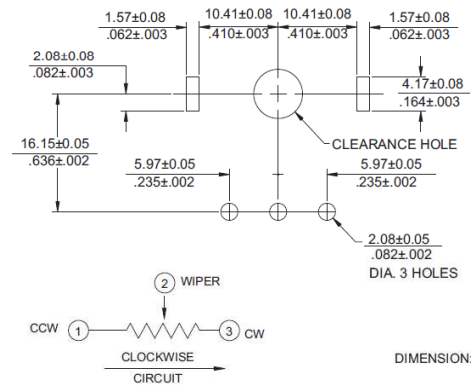 1.57±0.08
.062±.003
10.41±0.08
.410±.003
10.41±0.08
.410±.003
1.57±0.08
.062±.003
2.08±0.08
.082±.003
4.17±0.08
.164±.003
CLEARANCE HOLE
16.15±0.05
.636±.002
5.97±0.05
.235±.002
5.97±0.05
.235±.002
2.08±0.05
.082±.002
DIA. 3 HOLES
2 WIPER
CCW 1
3 CW
CLOCKWISE
CIRCUIT
DIMENSION: